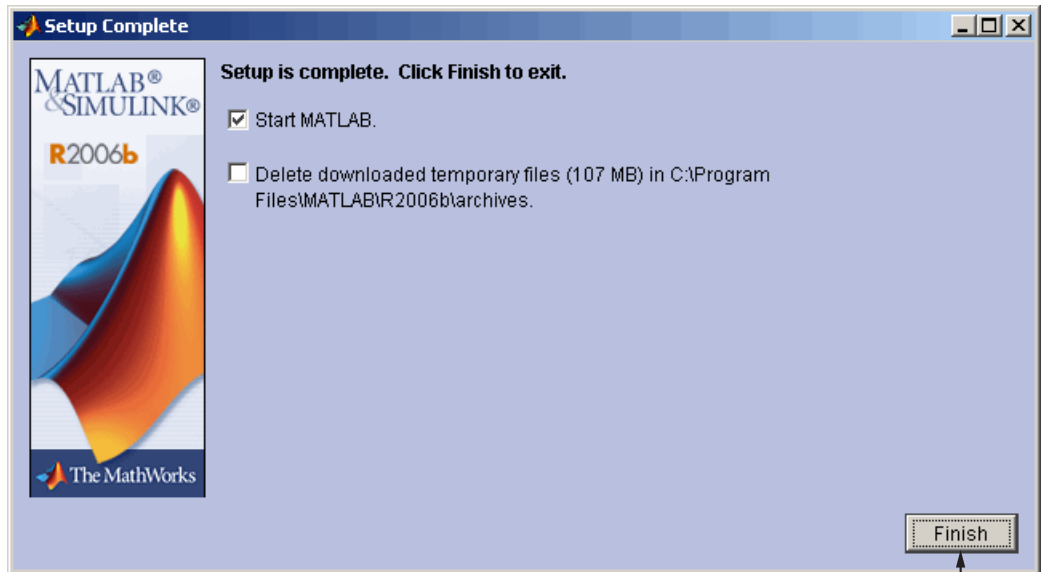 Setup Complete
MATLAB®
&SIMULINK®
R2006b
The MathWorks
Setup is complete. Click Finish to exit.
Start MATLAB.
Delete downloaded temporary files (107 MB) in C:\Program
Files\MATLAB\R2006b\archives.
Finish